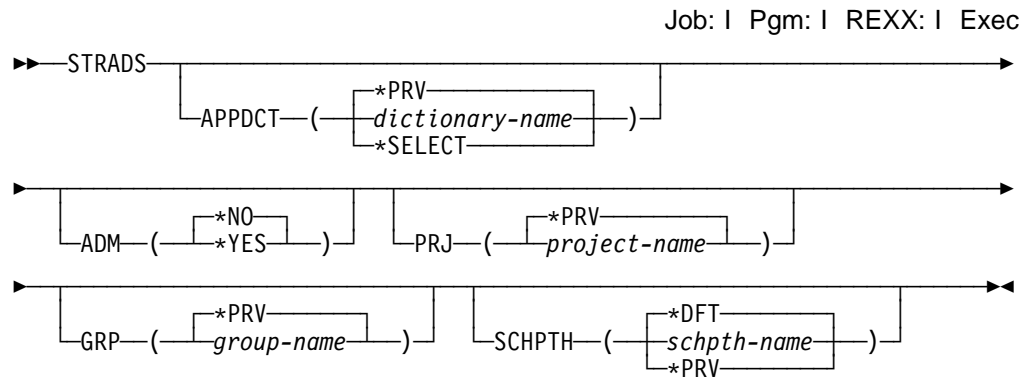 Job: I Pgm: I REXX: I Exec
STRADS
*PRV
APPDCT ( dictionary-name )
*SELECT
*NO *PRV
ADM ( *YES ) PRJ ( project-name )
*PRV *DFT
GRP ( group-name ) SCHPTH ( schpth-name )
*PRV